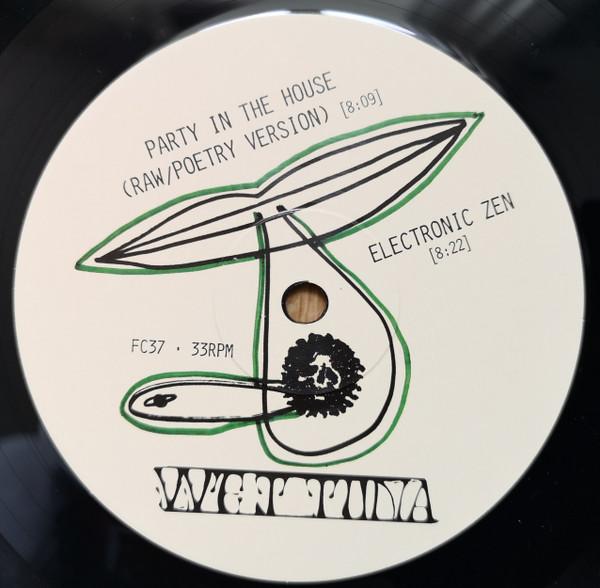 PARTY IN THE HOUSE
(RAW/POETRY VERSION) [8:09]
ELECTRONIC ZEN
[8:22]
FC37 · 33RPM